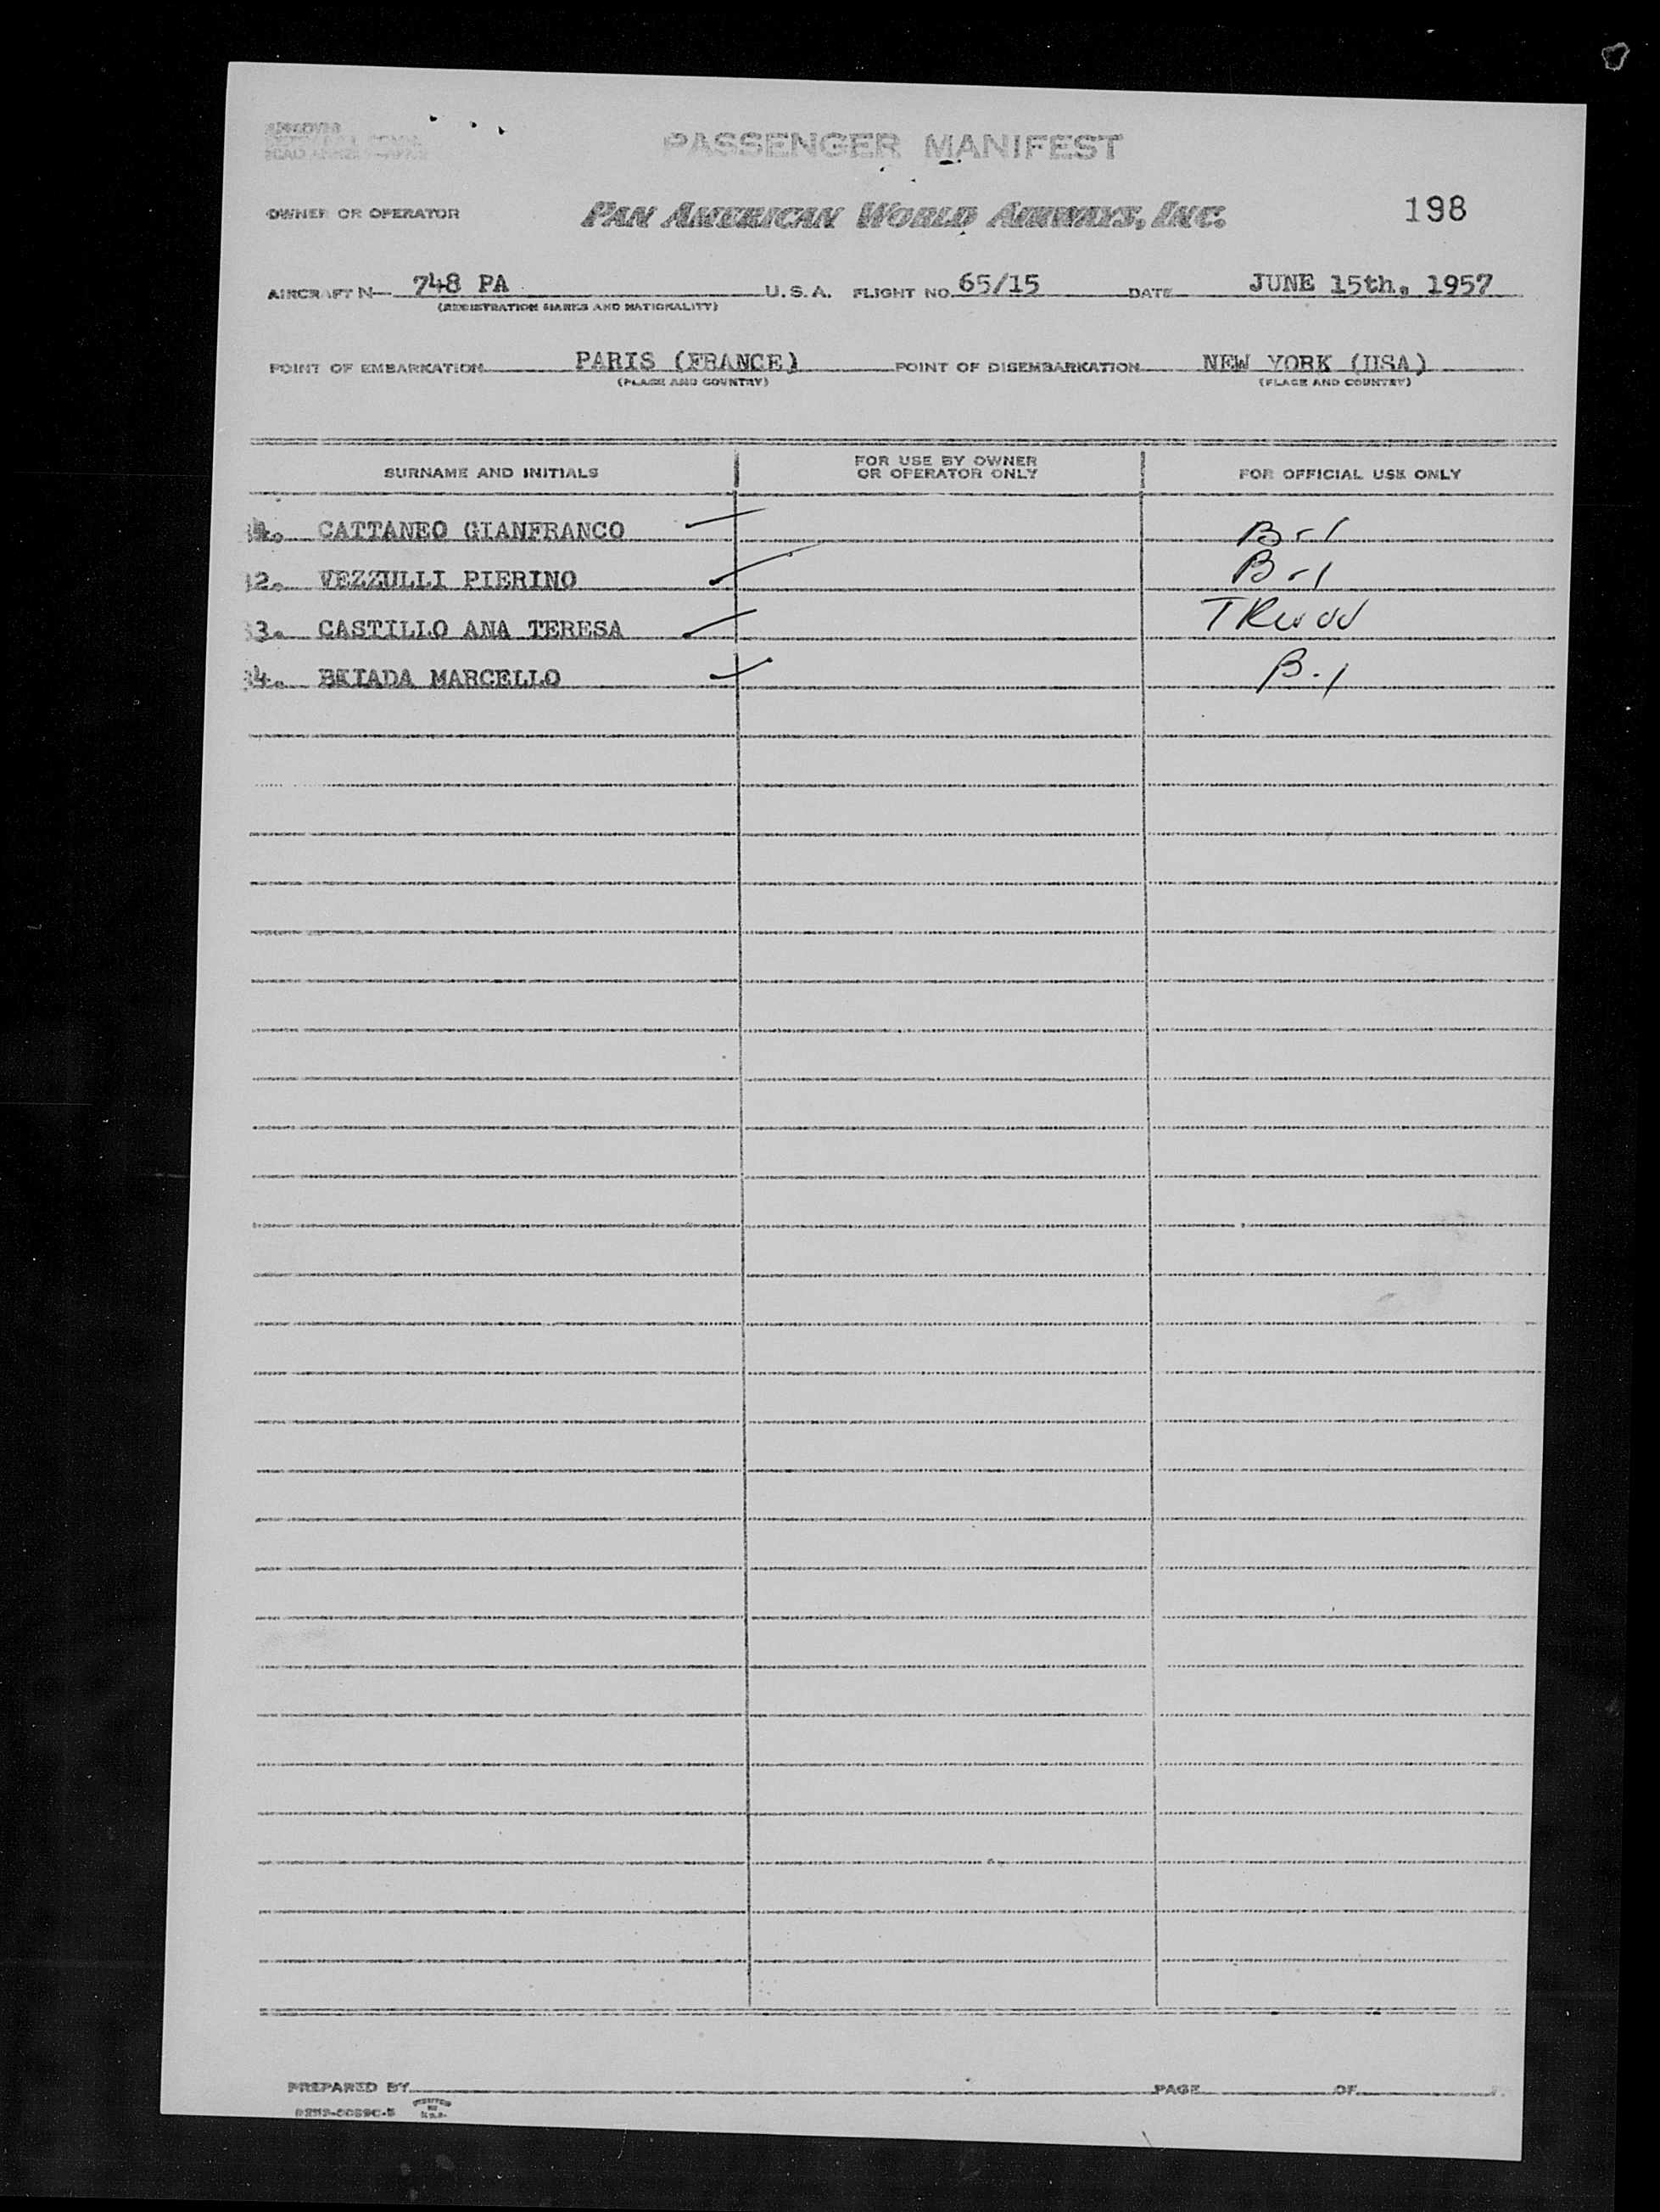 PASSENGER MANIFEST
OWNER OR OPERATOR PAN AMERICAN WORLD AIRWAYS, INC. 198
AIRCRAFT N 748 PA U.S.A. FLIGHT NO. 65/15 DATE JUNE 15th, 1957
(REGISTRATION MARKS AND NATIONALITY)
POINT OF EMBARKATION PARIS (FRANCE) POINT OF DISEMBARKATION NEW YORK (USA)
(PLACE AND COUNTRY) (PLACE AND COUNTRY)
SURNAME AND INITIALS FOR USE BY OWNER OR OPERATOR ONLY FOR OFFICIAL USE ONLY
CATTANEO GIANFRANCO B-1
2. VEZZULLI PIERINO B-1
3. CASTILLO ANA TERESA
4. BAIADA MARCELLO B-1
PREPARED BY PAGE OF